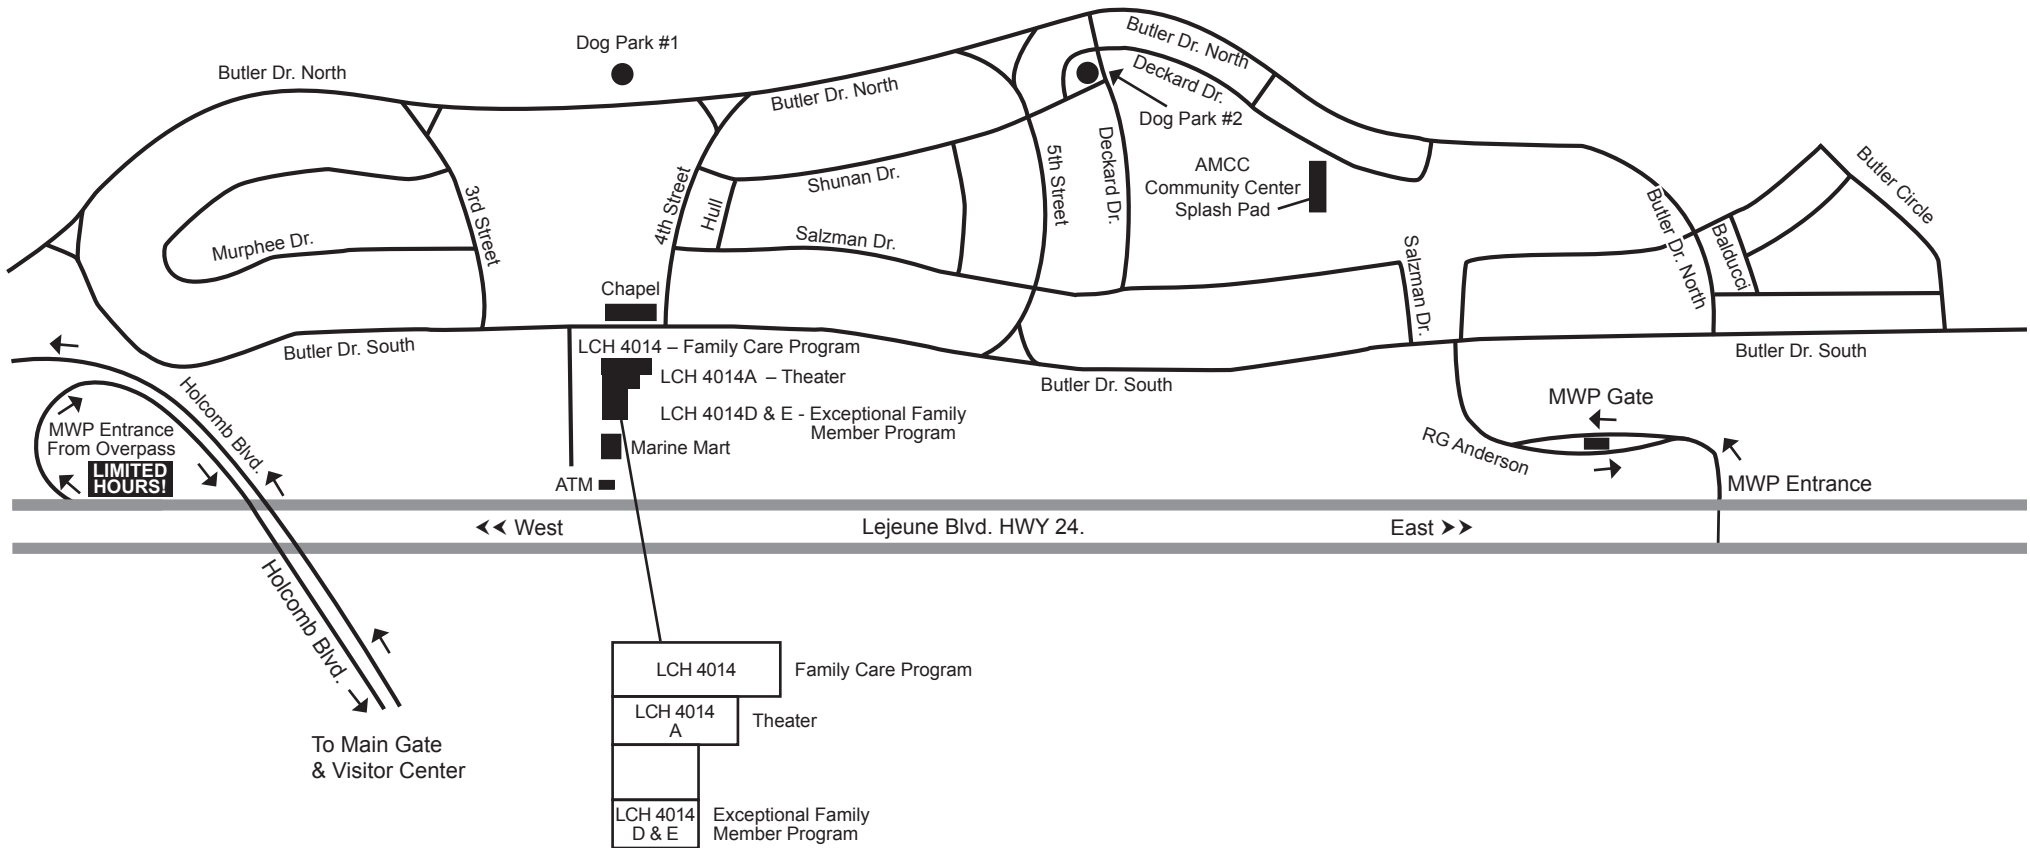 Dog Park #1
Butler Dr. North
Butler Dr. North
Butler Dr. North
Deckard Dr.
Dog Park #2
Deckard Dr.
5th Street
AMCC
Community Center
Splash Pad
Butler Circle
Balducci
Butler Dr. North
Butler Dr. North
Salzman Dr.
Shunan Dr.
Salzman Dr.
Hull
4th Street
3rd Street
Murphee Dr.
Chapel
Butler Dr. South
LCH 4014 – Family Care Program
LCH 4014A – Theater
LCH 4014D & E - Exceptional Family
Member Program
Marine Mart
ATM
Butler Dr. South
Butler Dr. South
MWP Gate
RG Anderson
MWP Entrance
Holcomb Blvd.
MWP Entrance
From Overpass
LIMITED
HOURS!
West
Lejeune Blvd. HWY 24.
East
Holcomb Blvd.
To Main Gate
& Visitor Center
LCH 4014
Family Care Program
LCH 4014
A
Theater
LCH 4014
D & E
Exceptional Family
Member Program